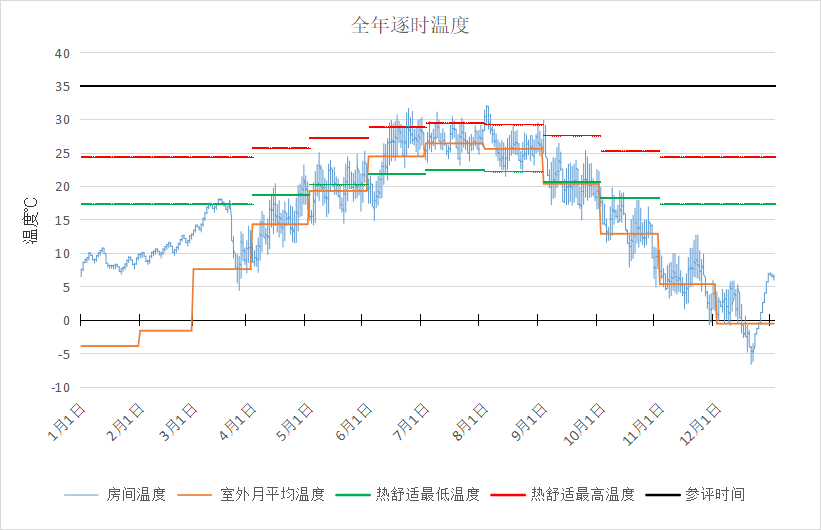 全年逐时温度
温度℃
40
35
30
25
20
15
10
5
0
-5
-10
1月1日
2月1日
3月1日
4月1日
5月1日
6月1日
7月1日
8月1日
9月1日
10月1日
11月1日
12月1日
房间温度 室外月平均温度 热舒适最低温度 热舒适最高温度 参评时间